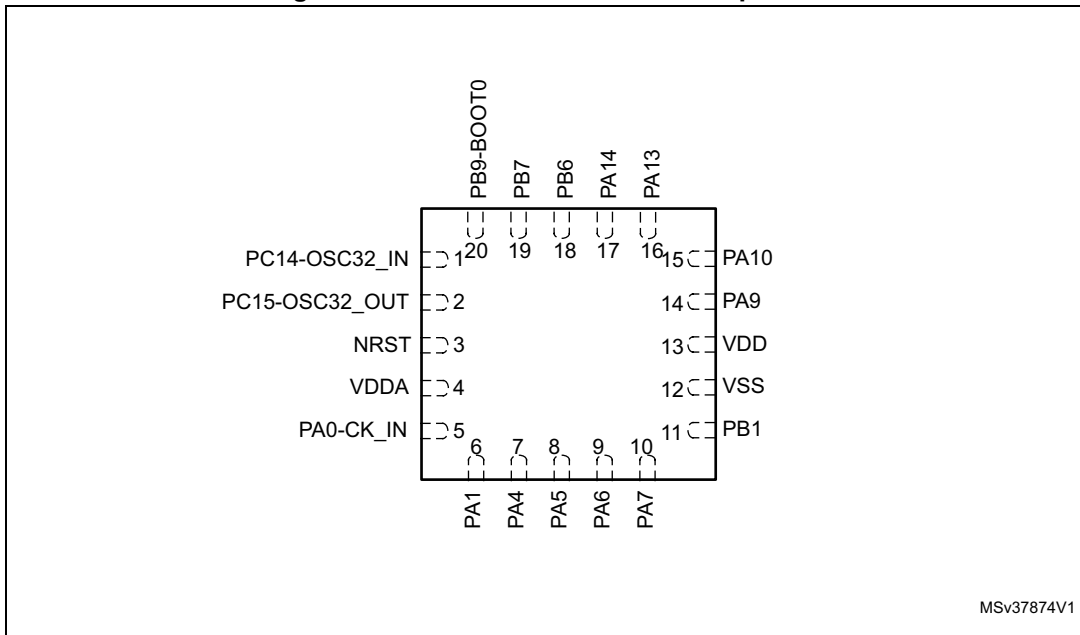 PB9-BOOT0
PB7
PB6
PA14
PA13
20
19
18
17
16
PC14-OSC32_IN
1
15
PA10
PC15-OSC32_OUT
2
14
PA9
NRST
3
13
VDD
VDDA
4
12
VSS
PA0-CK_IN
5
11
PB1
6
7
8
9
10
PA1
PA4
PA5
PA6
PA7
MSv37874V1